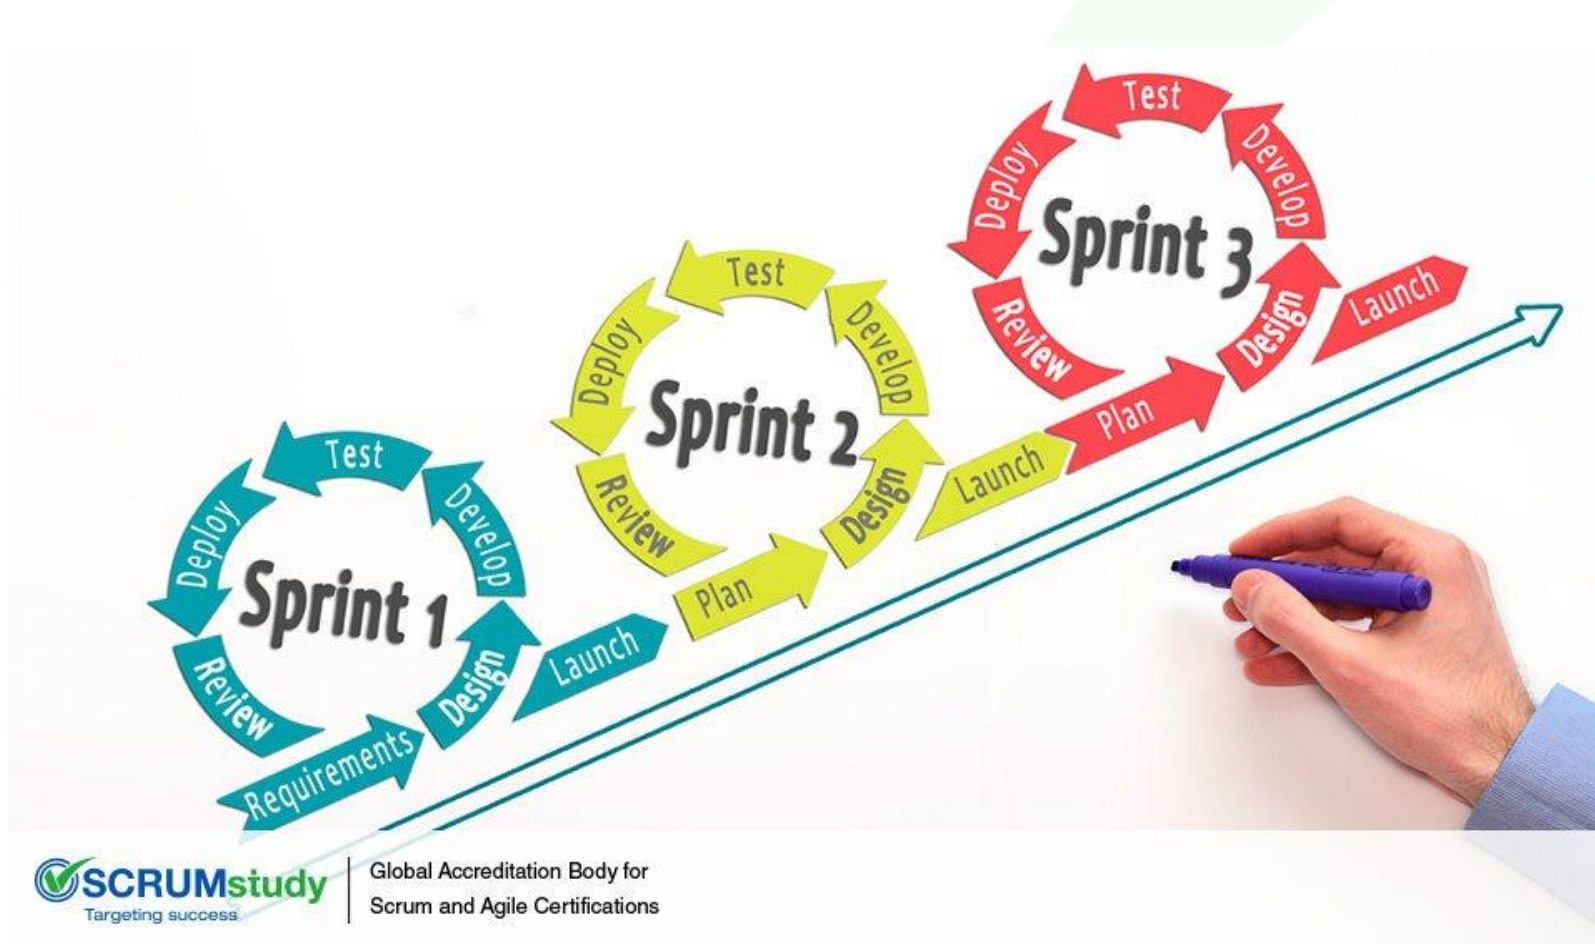 Test
Develop
Deploy
Sprint 1
Review
Design
Requirements
Launch
Test
Develop
Deploy
Sprint 2
Review
Design
Plan
Launch
Test
Develop
Deploy
Sprint 3
Review
Design
Plan
Launch
SCRUMstudy
Targeting success
Global Accreditation Body for
Scrum and Agile Certifications